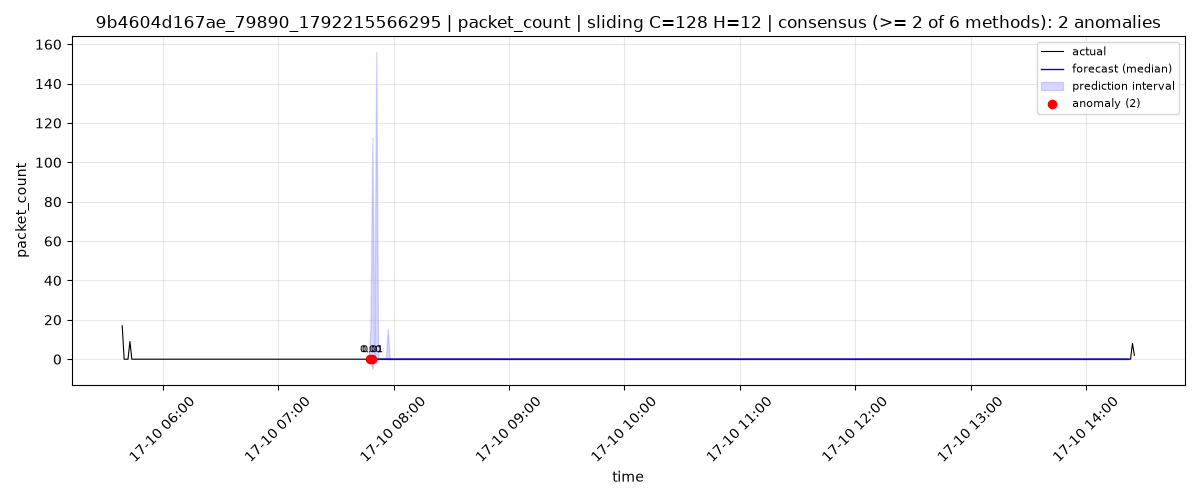 9b4604d167ae_79890_1792215566295 | packet_count | sliding C=128 H=12 | consensus (>= 2 of 6 methods): 2 anomalies
packet_count
160
140
120
100
80
60
40
20
0
actual
forecast (median)
prediction interval
anomaly (2)
17-10 06:00
17-10 07:00
17-10 08:00
17-10 09:00
17-10 10:00
17-10 11:00
17-10 12:00
17-10 13:00
17-10 14:00
time